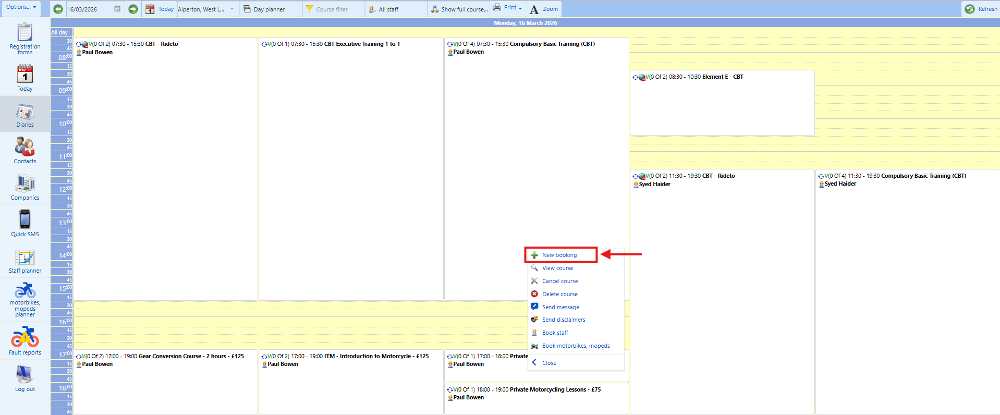 Options...
16/03/2026
Today
Alperton, West L...
Day planner
Course filter
All staff
Show full course...
Print
Zoom
Refresh
Monday, 16 March 2026
All day
Registration
forms
Today
Diaries
Contacts
Companies
Quick SMS
Staff planner
motorbikes,
mopeds
planner
Fault reports
Log out
30
45
08:00
15
30
45
09:00
15
30
45
10:00
15
30
45
11:00
15
30
45
12:00
15
30
45
13:00
15
30
45
14:00
15
30
45
15:00
15
30
45
16:00
15
30
45
17:00
15
30
45
18:00
15
30
45
V(0 Of 2) 07:30 - 15:30 CBT - Rideto
Paul Bowen
V(0 Of 1) 07:30 - 15:30 CBT Executive Training 1 to 1
V(0 Of 4) 07:30 - 15:30 Compulsory Basic Training (CBT)
Paul Bowen
V(0 Of 2) 08:30 - 10:30 Element E - CBT
V(0 Of 2) 11:30 - 19:30 CBT - Rideto
Syed Haider
V(0 Of 4) 11:30 - 19:30 Compulsory Basic Training (CBT)
Syed Haider
New booking
View course
Cancel course
Delete course
Send message
Send disclaimers
Book staff
Book motorbikes, mopeds
Close
V(0 Of 2) 17:00 - 19:00 Gear Conversion Course - 2 hours - £125
Paul Bowen
V(0 Of 2) 17:00 - 19:00 ITM - Introduction to Motorcycle - £125
Paul Bowen
V(0 Of 1) 17:00 - 18:00 Private
Paul Bowen
V(0 Of 1) 18:00 - 19:00 Private Motorcycling Lessons - £75
Paul Bowen